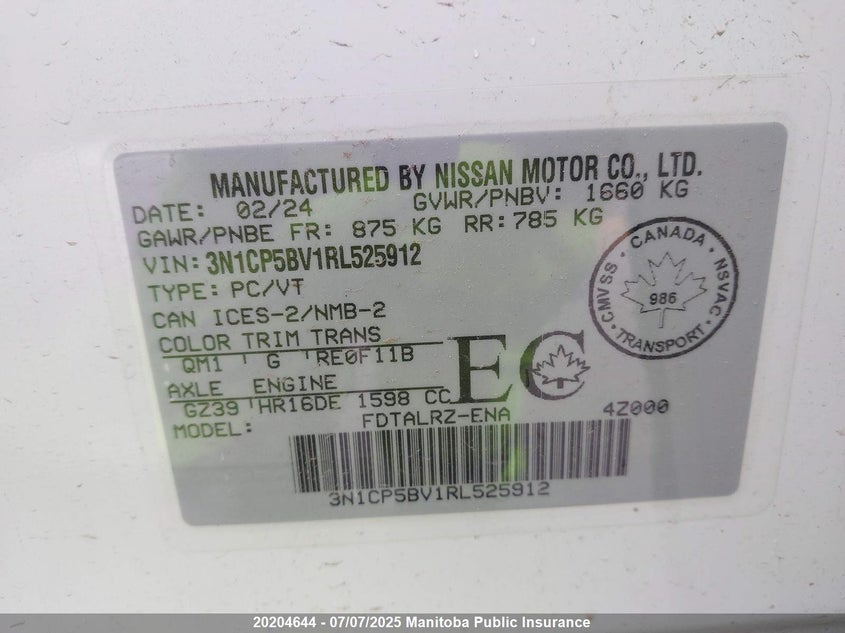 MANUFACTURED BY NISSAN MOTOR CO., LTD.
DATE: 02/24 GVWR/PNBV: 1660 KG
GAWR/PNBE FR: 875 KG RR: 785 KG
VIN: 3N1CP5BV1RL525912
TYPE: PC/VT
CAN ICES-2/NMB-2
COLOR TRIM TRANS
QM1 G RE0F11B
AXLE ENGINE
GZ39 HR16DE 1598 CC
MODEL: FDTALRZ-ENA 4Z000
EC
CANADA
CMVSS
NSVAC
986
TRANSPORT
3N1CP5BV1RL525912
20204644 - 07/07/2025 Manitoba Public Insurance